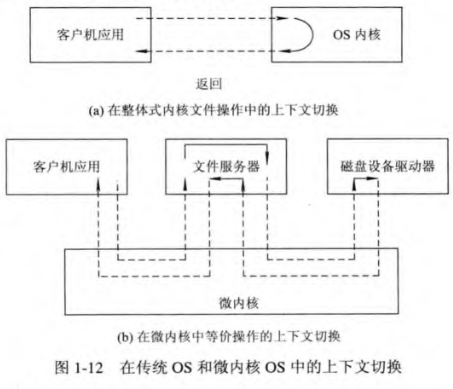 客户机应用
OS 内核
返回
(a) 在整体式内核文件操作中的上下文切换
客户机应用
文件服务器
磁盘设备驱动器
微内核
(b) 在微内核中等价操作的上下文切换
图 1-12 在传统 OS 和微内核 OS 中的上下文切换